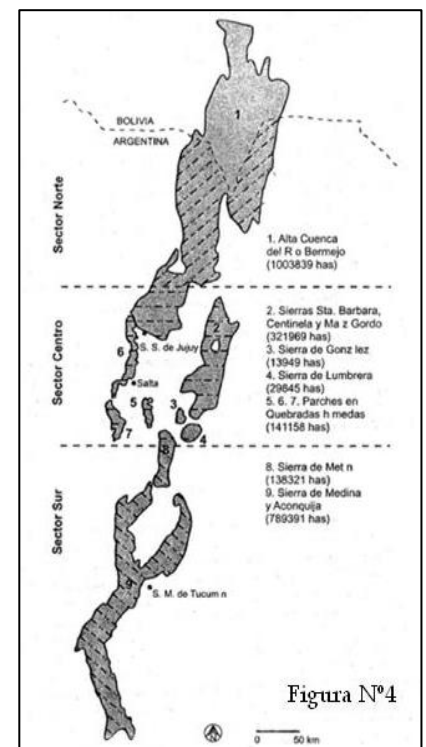 BOLIVIA
ARGENTINA
Sector Norte
1
1. Alta Cuenca
del R o Bermejo
(1003839 has)
Sector Centro
2
S. S. de Jujuy
6
Salta
5
3
7
4
2. Sierras Sta. Barbara,
Centinela y Ma z Gordo
(321969 has)
3. Sierra de Gonz lez
(13949 has)
4. Sierra de Lumbrera
(29845 has)
5. 6. 7. Parches en
Quebradas h medas
(141158 has)
Sector Sur
8
8. Sierra de Met n
(138321 has)
9. Sierra de Medina
y Aconquija
(789391 has)
9
S. M. de Tucum n
Figura Nº4
0 50 km